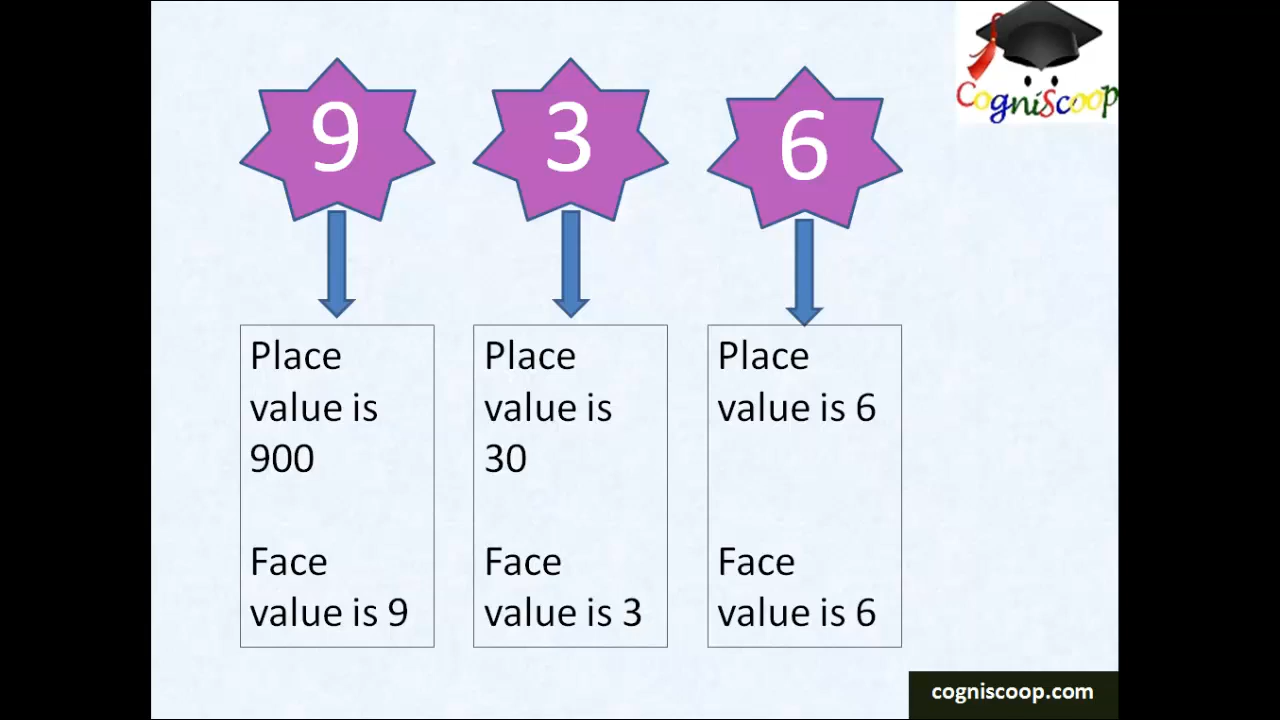 9 3 6
CogniScoop
Place
value is
900
Face
value is 9
Place
value is
30
Face
value is 3
Place
value is 6
Face
value is 6
cogniscoop.com